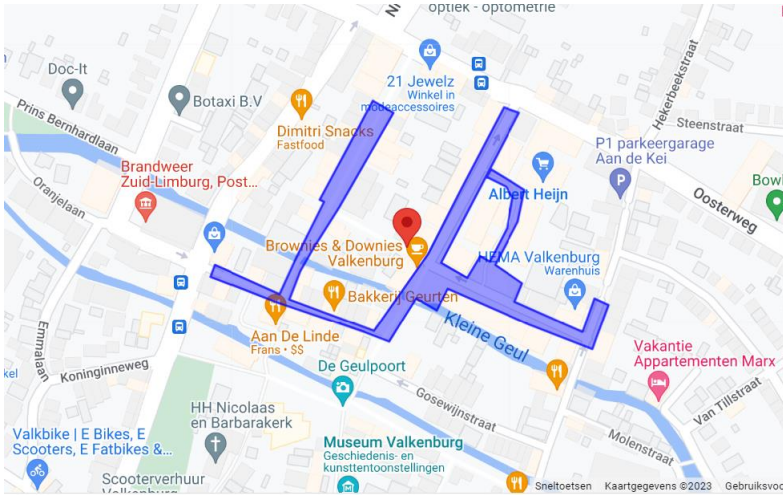 optiek - optometrie
Doc-It
21 Jewelz
Winkel in
modeaccessoires
Botaxi B.V
Prins Bernhardlaan
Dimitri Snacks
Fastfood
Hekerbeekstraat
Steenstraat
P1 parkeergarage
Aan de Kei
Brandweer
Zuid-Limburg, Post...
Albert Heijn
Oosterweg
Oranjelaan
Brownies & Downies
Valkenburg
HEMA Valkenburg
Warenhuis
Bakkerij Geurten
Kleine Geul
Aan De Linde
Frans • $$
Emmalaan
Koninginneweg
De Geulpoort
Vakantie
Appartementen Marx
Gosewijnstraat
Van Tillstraat
HH Nicolaas
en Barbarakerk
Molenstraat
Valkbike | E Bikes, E
Scooters, E Fatbikes &...
Museum Valkenburg
Geschiedenis- en
kunsttentoonstellingen
Scooterverhuur
Valkenburg
Sneltoetsen
Kaartgegevens ©2023